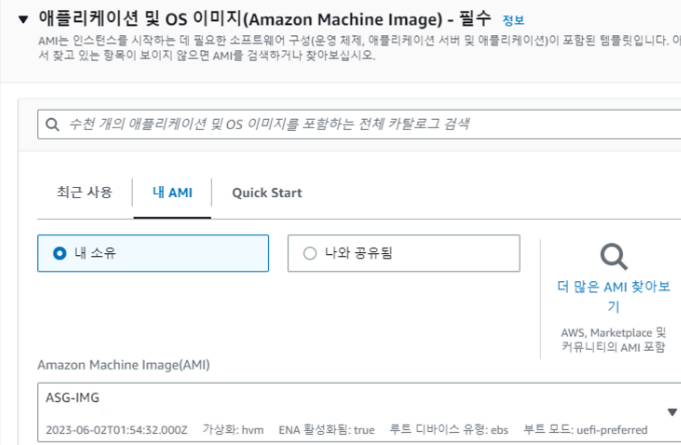 애플리케이션 및 OS 이미지(Amazon Machine Image) - 필수 정보
AMI는 인스턴스를 시작하는 데 필요한 소프트웨어 구성(운영 체제, 애플리케이션 서버 및 애플리케이션)이 포함된 템플릿입니다. 아
서 찾고 있는 항목이 보이지 않으면 AMI를 검색하거나 찾아보십시오.
수천 개의 애플리케이션 및 OS 이미지를 포함하는 전체 카탈로그 검색
최근 사용 내 AMI Quick Start
내 소유 나와 공유됨
더 많은 AMI 찾아보
기
AWS, Marketplace 및
커뮤니티의 AMI 포함
Amazon Machine Image(AMI)
ASG-IMG
2023-06-02T01:54:32.000Z 가상화: hvm ENA 활성화됨: true 루트 디바이스 유형: ebs 부트 모드: uefi-preferred